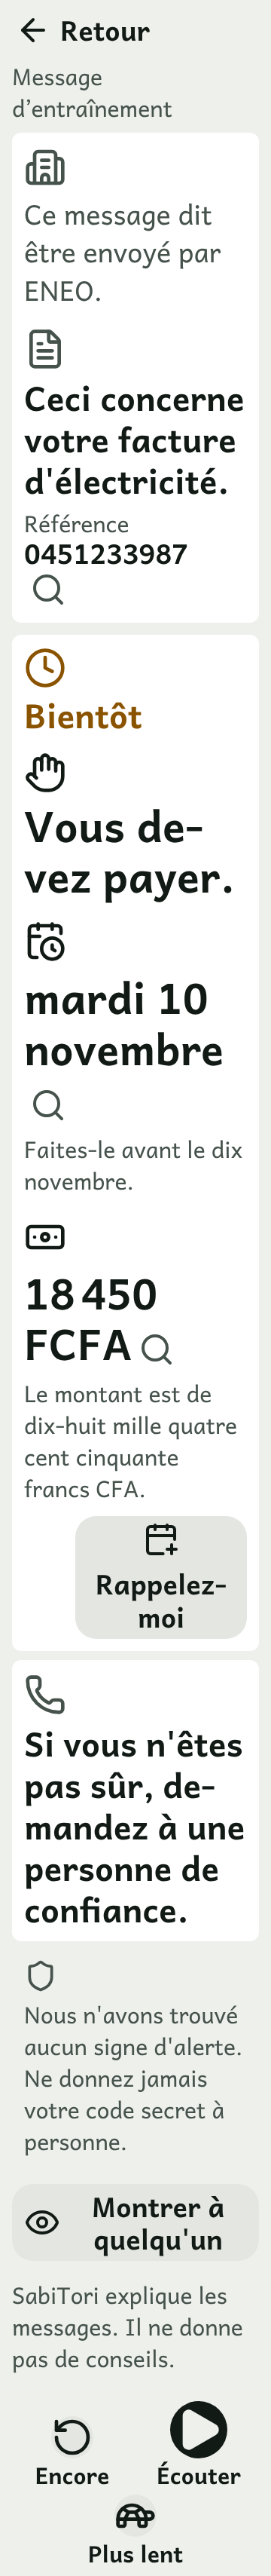 Retour
Message
d’entraînement
Ce message dit
être envoyé par
ENEO.
Ceci concerne
votre facture
d'électricité.
Référence
0451233987
Bientôt
Vous de-
vez payer.
mardi 10
novembre
Faites-le avant le dix
novembre.
18 450
FCFA
Le montant est de
dix-huit mille quatre
cent cinquante
francs CFA.
Rappelez-
moi
Si vous n'êtes
pas sûr, de-
mandez à une
personne de
confiance.
Nous n'avons trouvé
aucun signe d'alerte.
Ne donnez jamais
votre code secret à
personne.
Montrer à
quelqu'un
SabiTori explique les
messages. Il ne donne
pas de conseils.
Encore
Écouter
Plus lent